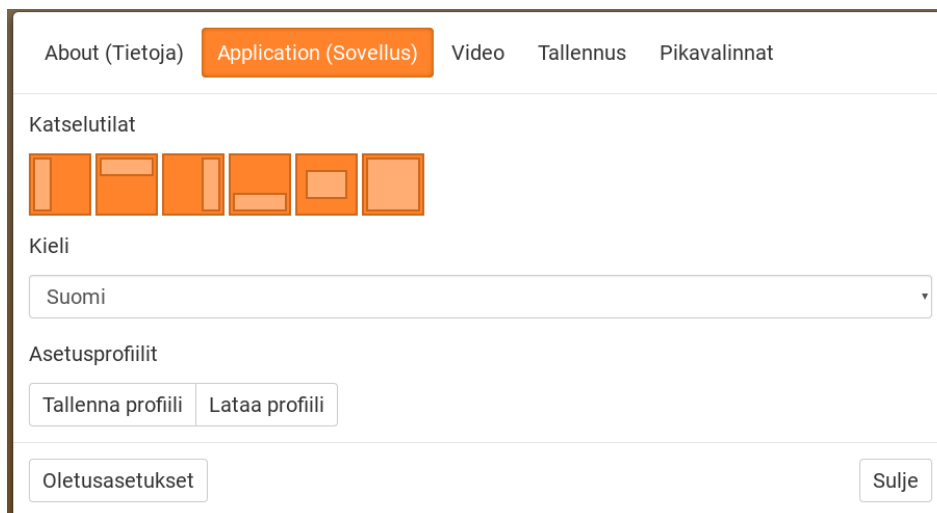 About (Tietoja) Application (Sovellus) Video Tallennus Pikavalinnat
Katselutilat
Kieli
Suomi
Asetusprofiilit
Tallenna profiili Lataa profiili
Oletusasetukset Sulje